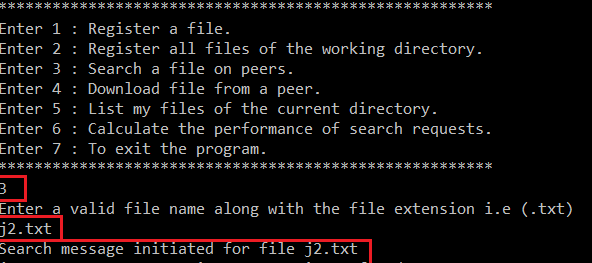 *******************************************************
Enter 1 : Register a file.
Enter 2 : Register all files of the working directory.
Enter 3 : Search a file on peers.
Enter 4 : Download file from a peer.
Enter 5 : List my files of the current directory.
Enter 6 : Calculate the performance of search requests.
Enter 7 : To exit the program.
*******************************************************
3
Enter a valid file name along with the file extension i.e (.txt)
j2.txt
Search message initiated for file j2.txt